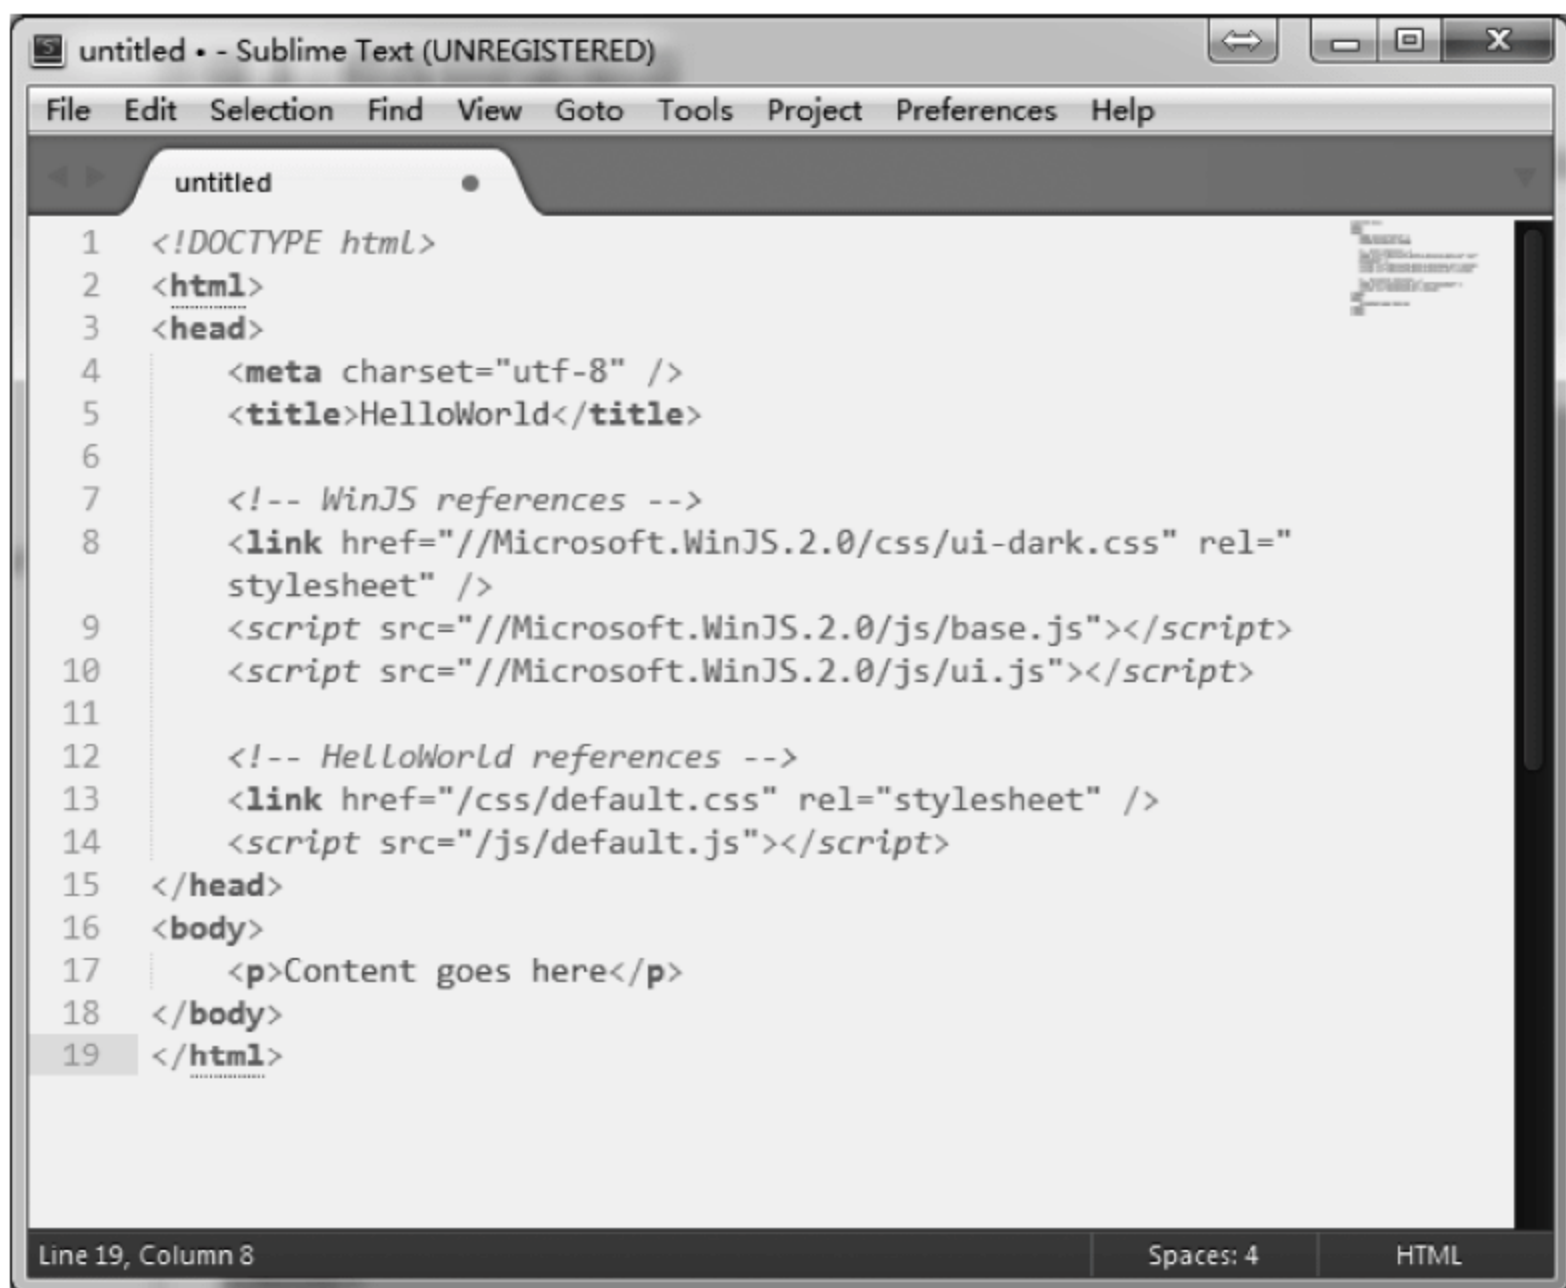 untitled • - Sublime Text (UNREGISTERED)
File Edit Selection Find View Goto Tools Project Preferences Help
untitled
1 <!DOCTYPE html>
2 <html>
3 <head>
4     <meta charset="utf-8" />
5     <title>HelloWorld</title>
6
7     <!-- WinJS references -->
8     <link href="//Microsoft.WinJS.2.0/css/ui-dark.css" rel="
    stylesheet" />
9     <script src="//Microsoft.WinJS.2.0/js/base.js"></script>
10     <script src="//Microsoft.WinJS.2.0/js/ui.js"></script>
11
12     <!-- HelloWorld references -->
13     <link href="/css/default.css" rel="stylesheet" />
14     <script src="/js/default.js"></script>
15 </head>
16 <body>
17     <p>Content goes here</p>
18 </body>
19 </html>
Line 19, Column 8 Spaces: 4 HTML